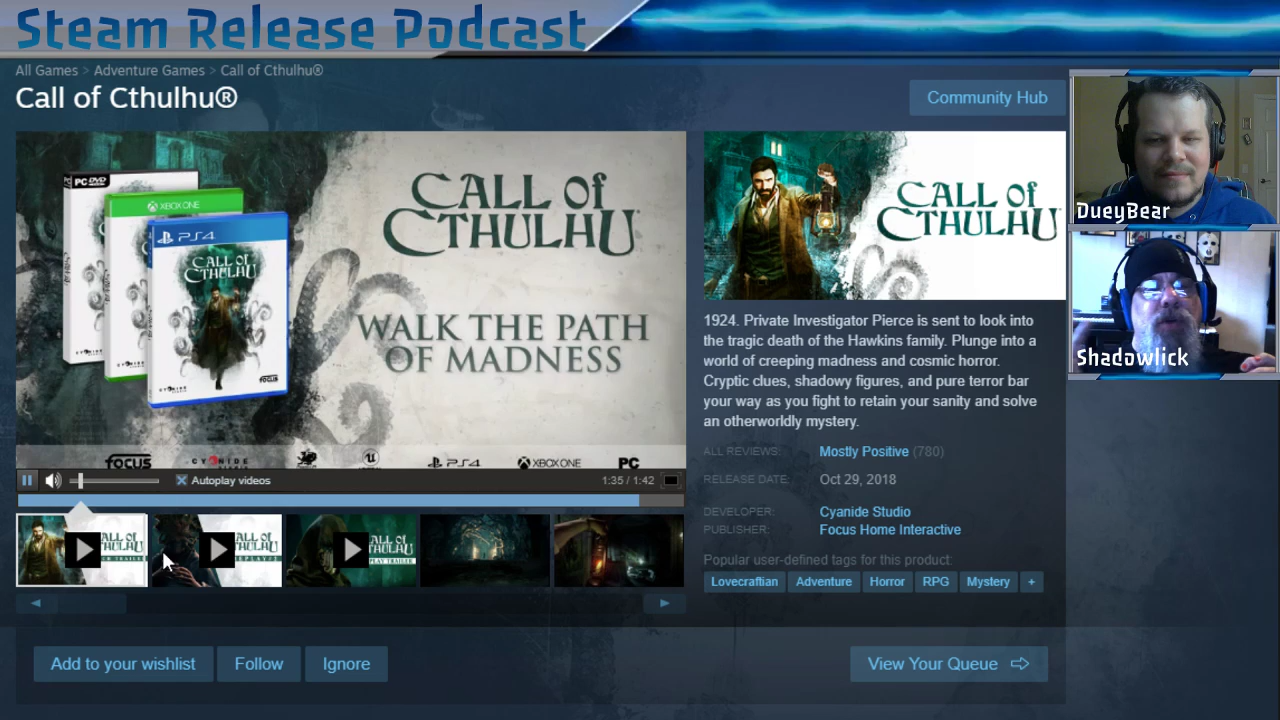 Steam Release Podcast
All Games > Adventure Games > Call of Cthulhu®
Call of Cthulhu®
Community Hub
PC DVD
XBOX ONE
PS4
CALL of
CTHULHU
CALL of
CTHULHU
WALK THE PATH
OF MADNESS
focus
CYANIDE
PS4
XBOX ONE
PC
Autoplay videos
1:35 / 1:42
CALL of
CTHULHU
1924. Private Investigator Pierce is sent to look into
the tragic death of the Hawkins family. Plunge into a
world of creeping madness and cosmic horror.
Cryptic clues, shadowy figures, and pure terror bar
your way as you fight to retain your sanity and solve
an otherworldly mystery.
ALL REVIEWS: Mostly Positive (780)
RELEASE DATE: Oct 29, 2018
DEVELOPER: Cyanide Studio
PUBLISHER: Focus Home Interactive
Popular user-defined tags for this product:
Lovecraftian Adventure Horror RPG Mystery +
Add to your wishlist
Follow
Ignore
View Your Queue
DueyBear
Shadowlick